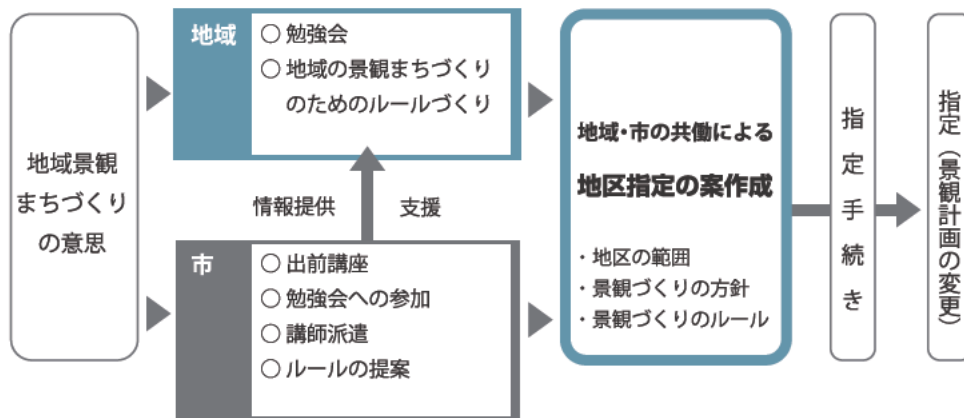 地域景観
まちづくり
の意思
地域
○ 勉強会
○ 地域の景観まちづくり
のためのルールづくり
情報提供
支援
市
○ 出前講座
○ 勉強会への参加
○ 講師派遣
○ ルールの提案
地域・市の共働による
地区指定の案作成
・地区の範囲
・景観づくりの方針
・景観づくりのルール
指定手続き
指定（景観計画の変更）